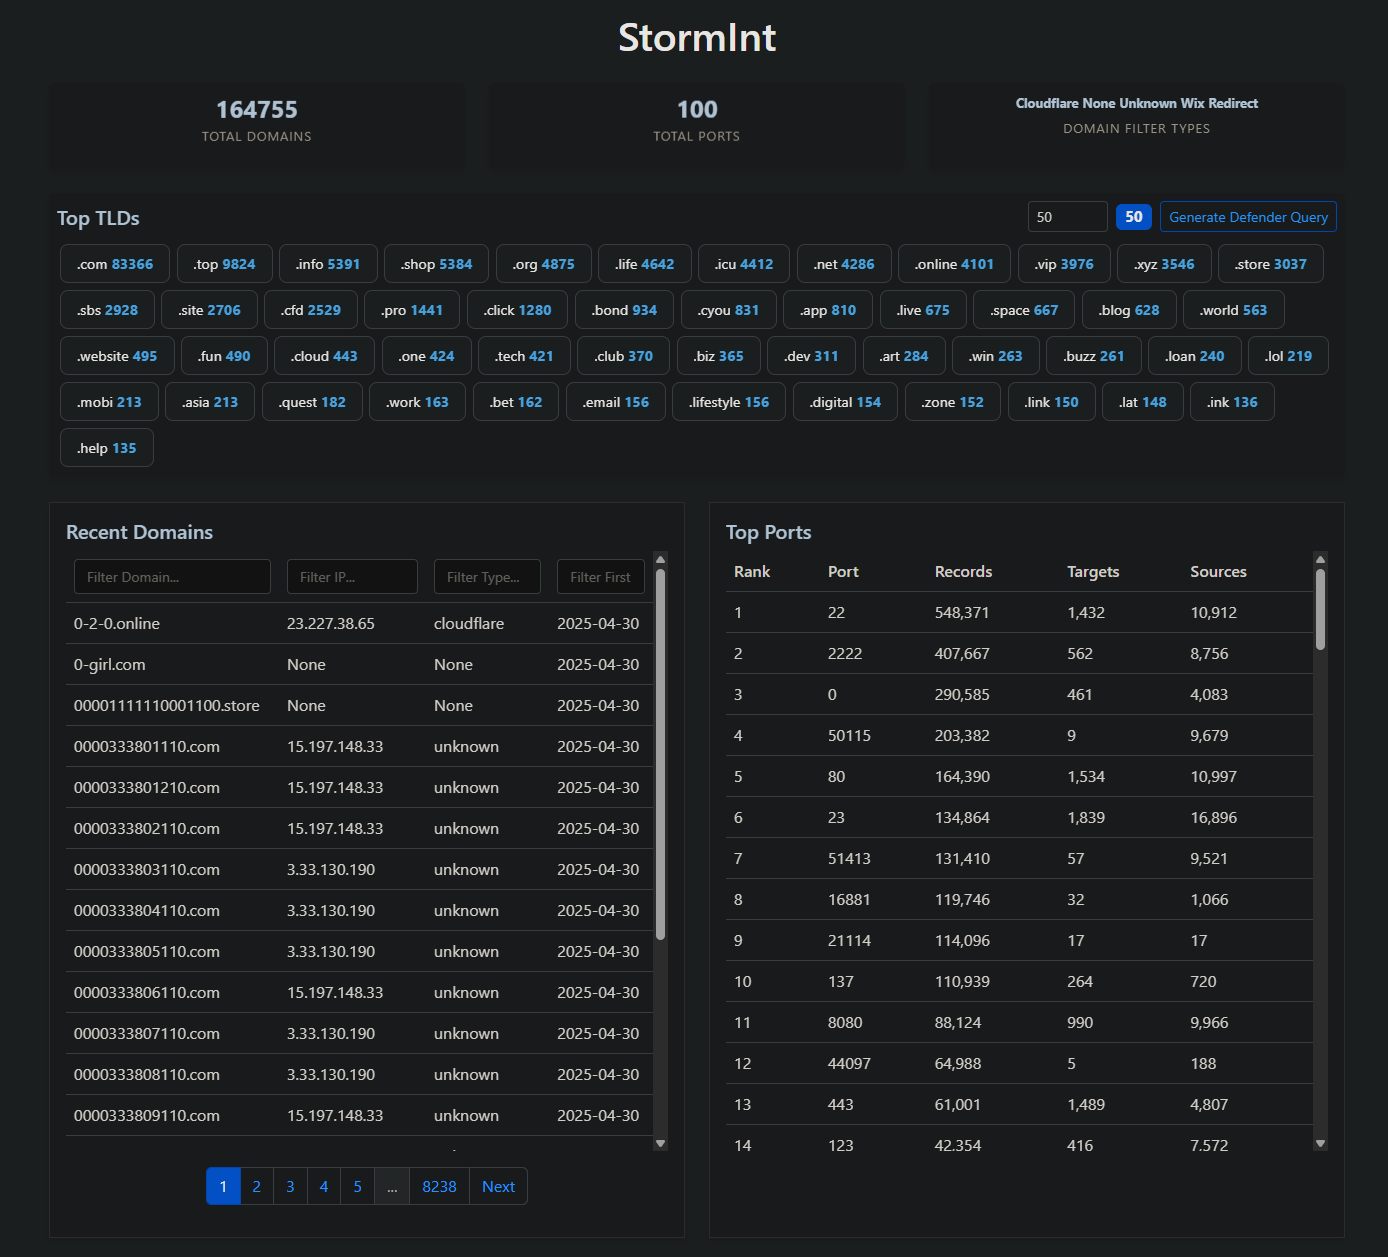 StormInt
164755
TOTAL DOMAINS
100
TOTAL PORTS
Cloudflare None Unknown Wix Redirect
DOMAIN FILTER TYPES
Top TLDs
50 50 Generate Defender Query
.com 83366 .top 9824 .info 5391 .shop 5384 .org 4875 .life 4642 .icu 4412 .net 4286 .online 4101 .vip 3976 .xyz 3546 .store 3037
.sbs 2928 .site 2706 .cfd 2529 .pro 1441 .click 1280 .bond 934 .cyou 831 .app 810 .live 675 .space 667 .blog 628 .world 563
.website 495 .fun 490 .cloud 443 .one 424 .tech 421 .club 370 .biz 365 .dev 311 .art 284 .win 263 .buzz 261 .loan 240 .lol 219
.mobi 213 .asia 213 .quest 182 .work 163 .bet 162 .email 156 .lifestyle 156 .digital 154 .zone 152 .link 150 .lat 148 .ink 136
.help 135
Recent Domains
Filter Domain... Filter IP... Filter Type... Filter First
0-2-0.online 23.227.38.65 cloudflare 2025-04-30
0-girl.com None None 2025-04-30
00001111110001100.store None None 2025-04-30
0000333801110.com 15.197.148.33 unknown 2025-04-30
0000333801210.com 15.197.148.33 unknown 2025-04-30
0000333802110.com 15.197.148.33 unknown 2025-04-30
0000333803110.com 3.33.130.190 unknown 2025-04-30
0000333804110.com 3.33.130.190 unknown 2025-04-30
0000333805110.com 3.33.130.190 unknown 2025-04-30
0000333806110.com 15.197.148.33 unknown 2025-04-30
0000333807110.com 3.33.130.190 unknown 2025-04-30
0000333808110.com 3.33.130.190 unknown 2025-04-30
0000333809110.com 15.197.148.33 unknown 2025-04-30
1 2 3 4 5 ... 8238 Next
Top Ports
Rank Port Records Targets Sources
1 22 548,371 1,432 10,912
2 2222 407,667 562 8,756
3 0 290,585 461 4,083
4 50115 203,382 9 9,679
5 80 164,390 1,534 10,997
6 23 134,864 1,839 16,896
7 51413 131,410 57 9,521
8 16881 119,746 32 1,066
9 21114 114,096 17 17
10 137 110,939 264 720
11 8080 88,124 990 9,966
12 44097 64,988 5 188
13 443 61,001 1,489 4,807
14 123 42,354 416 7,572